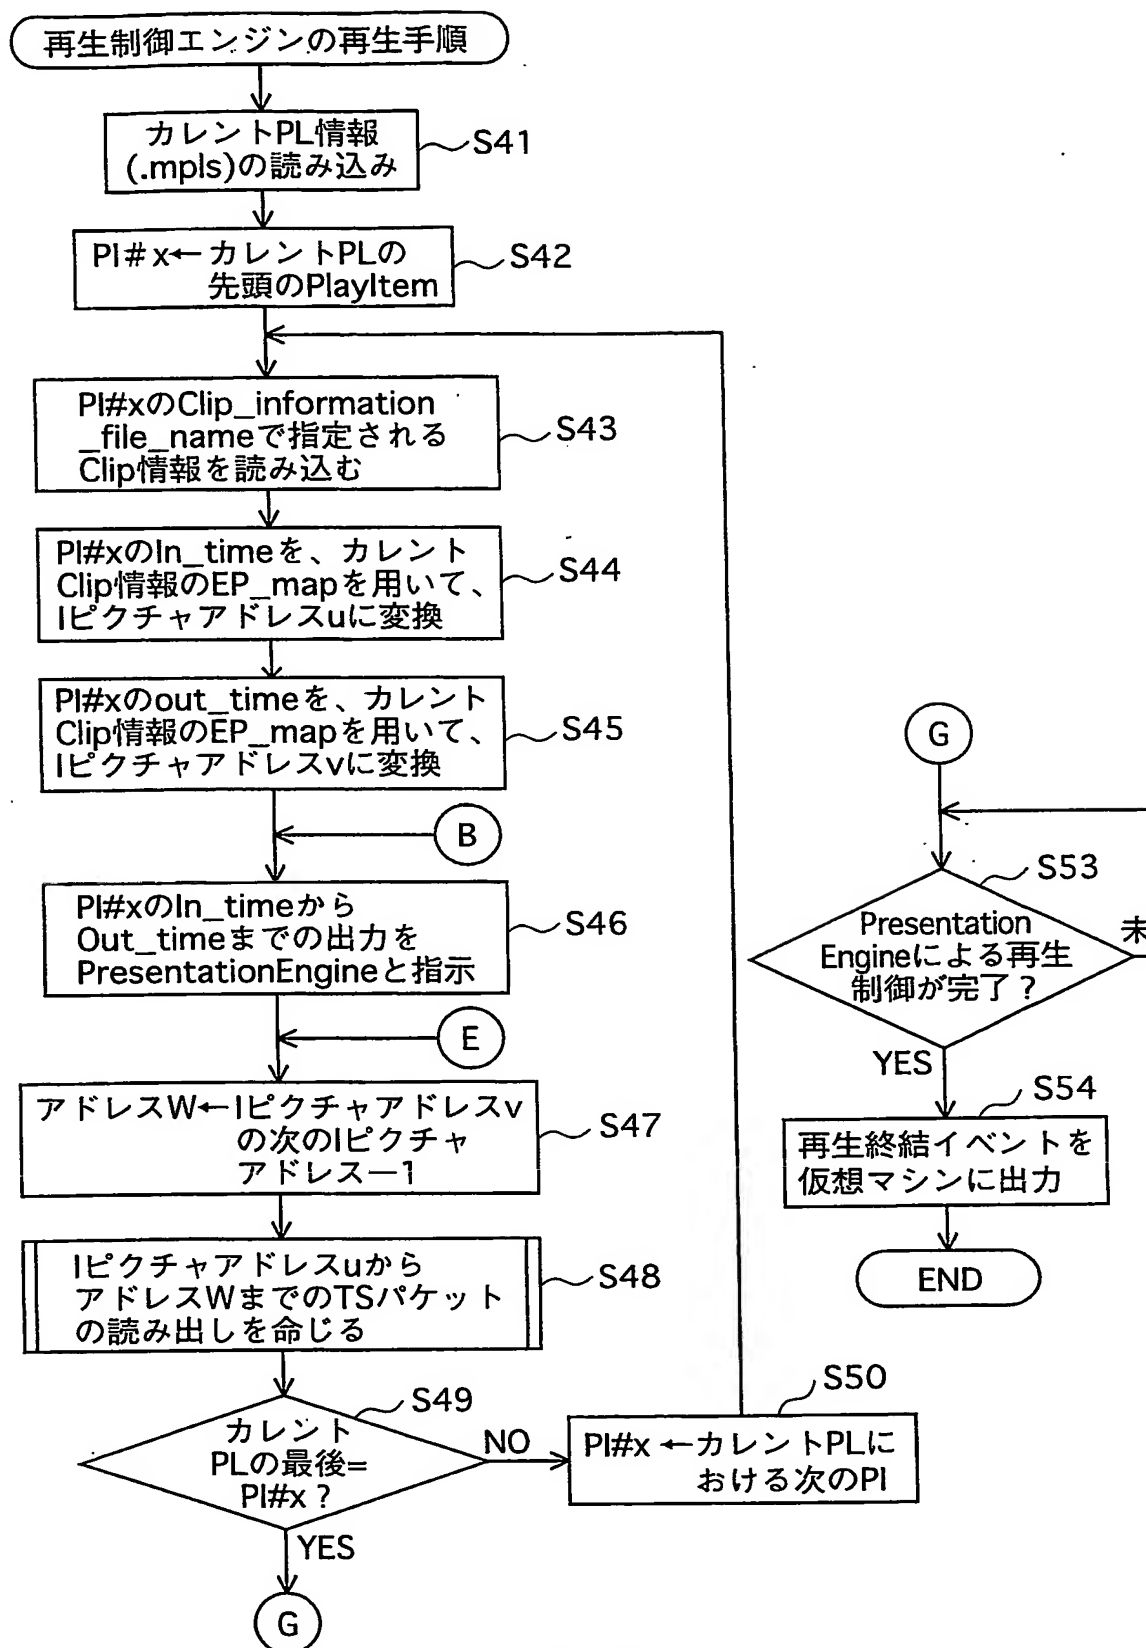 再生制御エンジンの再生手順
カレントPL情報
(.mpls)の読み込み
S41
PI#x←カレントPLの
先頭のPlayItem
S42
PI#xのClip_information
_file_nameで指定される
Clip情報を読み込む
S43
PI#xのIn_timeを、カレント
Clip情報のEP_mapを用いて、
Iピクチャアドレスuに変換
S44
PI#xのout_timeを、カレント
Clip情報のEP_mapを用いて、
Iピクチャアドレスvに変換
S45
B
PI#xのIn_timeから
Out_timeまでの出力を
PresentationEngineと指示
S46
E
アドレスW←Iピクチャアドレスv
の次のIピクチャ
アドレス－1
S47
Iピクチャアドレスuから
アドレスWまでのTSパケット
の読み出しを命じる
S48
カレント
PLの最後=
PI#x？
S49
NO
YES
G
PI#x←カレントPLに
おける次のPI
S50
G
Presentation
Engineによる再生
制御が完了？
S53
未
YES
再生終結イベントを
仮想マシンに出力
S54
END